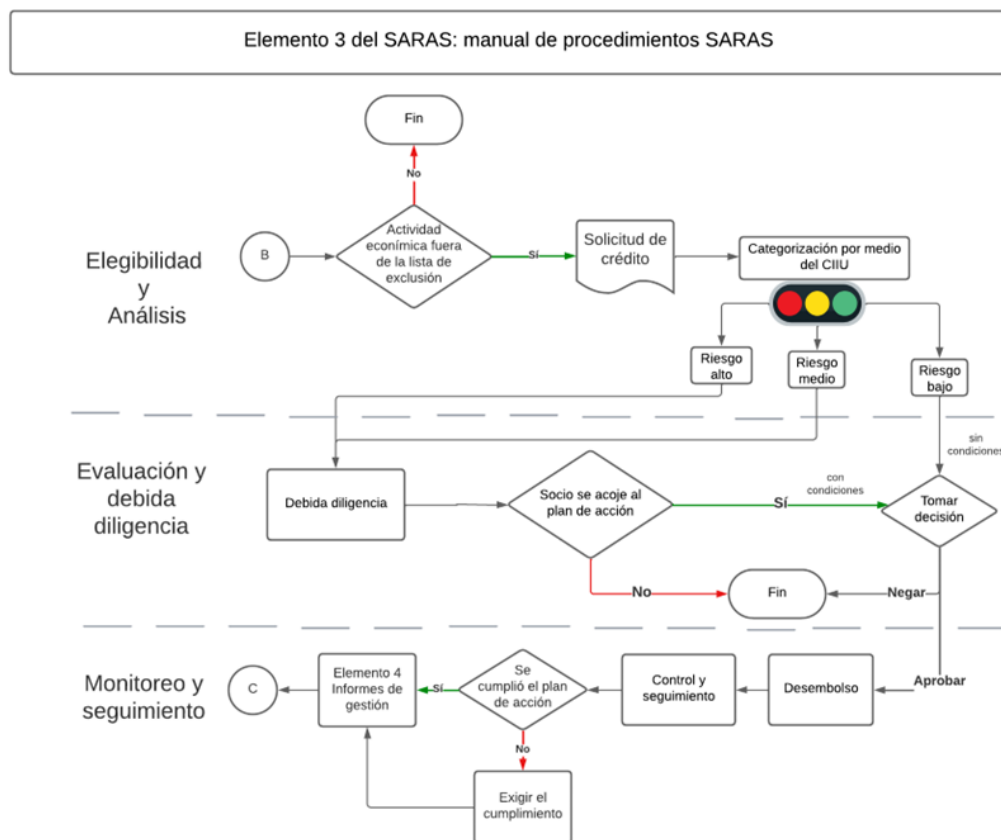 Elemento 3 del SARAS: manual de procedimientos SARAS
Fin
No
Elegibilidad
y
Análisis
B
Actividad
económica fuera
de la lista de
exclusión
Sí
Solicitud de
crédito
Categorización por medio
del CIIU
Riesgo
alto
Riesgo
medio
Riesgo
bajo
Evaluación y
debida
diligencia
Debida diligencia
Socio se acoje al
plan de acción
con
condiciones
Sí
sin
condiciones
Tomar
decisión
No
Fin
Negar
Monitoreo y
seguimiento
C
Elemento 4
Informes de
gestión
Sí
Se
cumplió el plan
de acción
Control y
seguimiento
Desembolso
Aprobar
No
Exigir el
cumplimiento